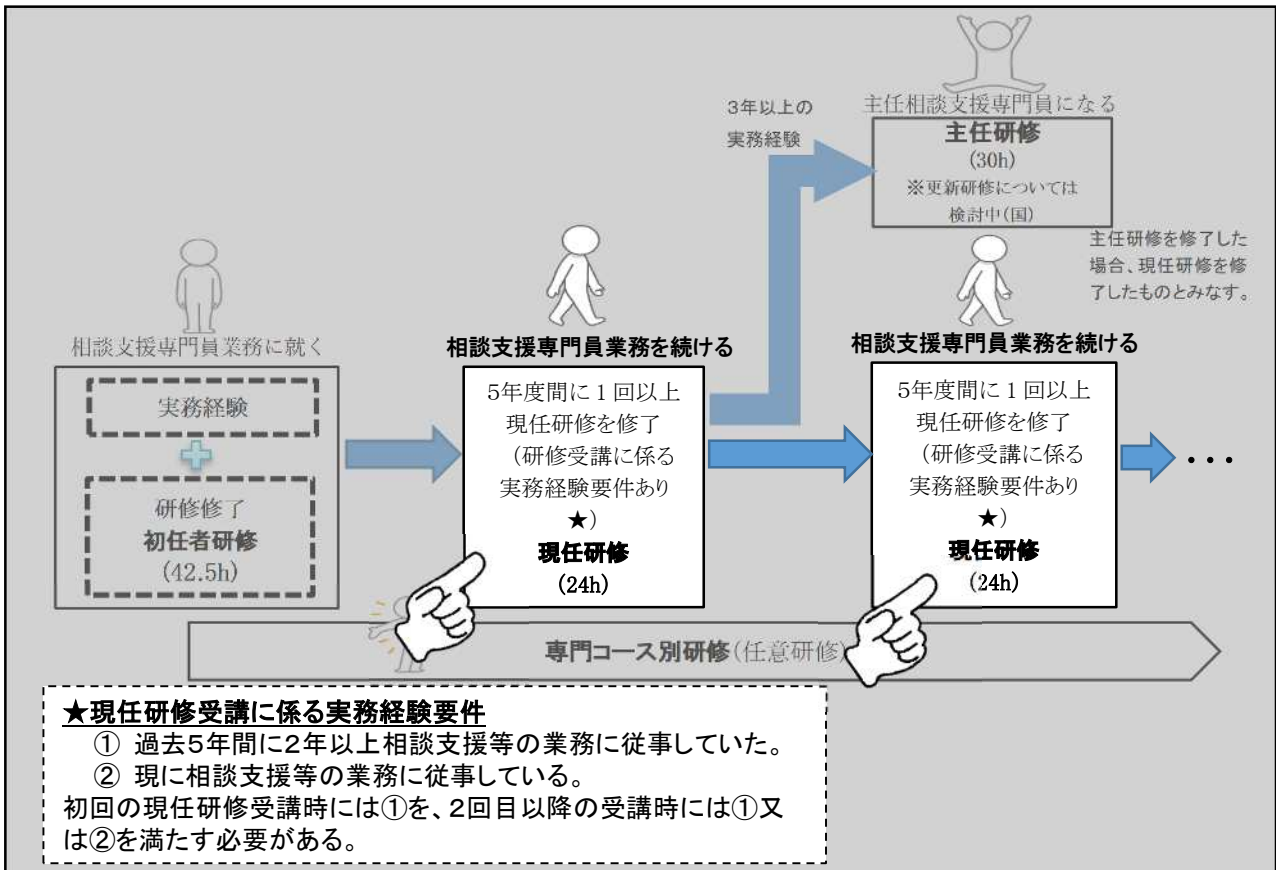 3年以上の
実務経験
主任相談支援専門員になる
主任研修
(30h)
※更新研修については
検討中(国)
主任研修を修了した
場合、現任研修を修
了したものとみなす。
相談支援専門員業務に就く
実務経験
研修修了
初任者研修
(42.5h)
相談支援専門員業務を続ける
5年度間に1回以上
現任研修を修了
(研修受講に係る
実務経験要件あり
★)
現任研修
(24h)
相談支援専門員業務を続ける
5年度間に1回以上
現任研修を修了
(研修受講に係る
実務経験要件あり
★)
現任研修
(24h)
・・・
専門コース別研修(任意研修)
★現任研修受講に係る実務経験要件
① 過去5年間に2年以上相談支援等の業務に従事していた。
② 現に相談支援等の業務に従事している。
初回の現任研修受講時には①を、2回目以降の受講時には①又
は②を満たす必要がある。